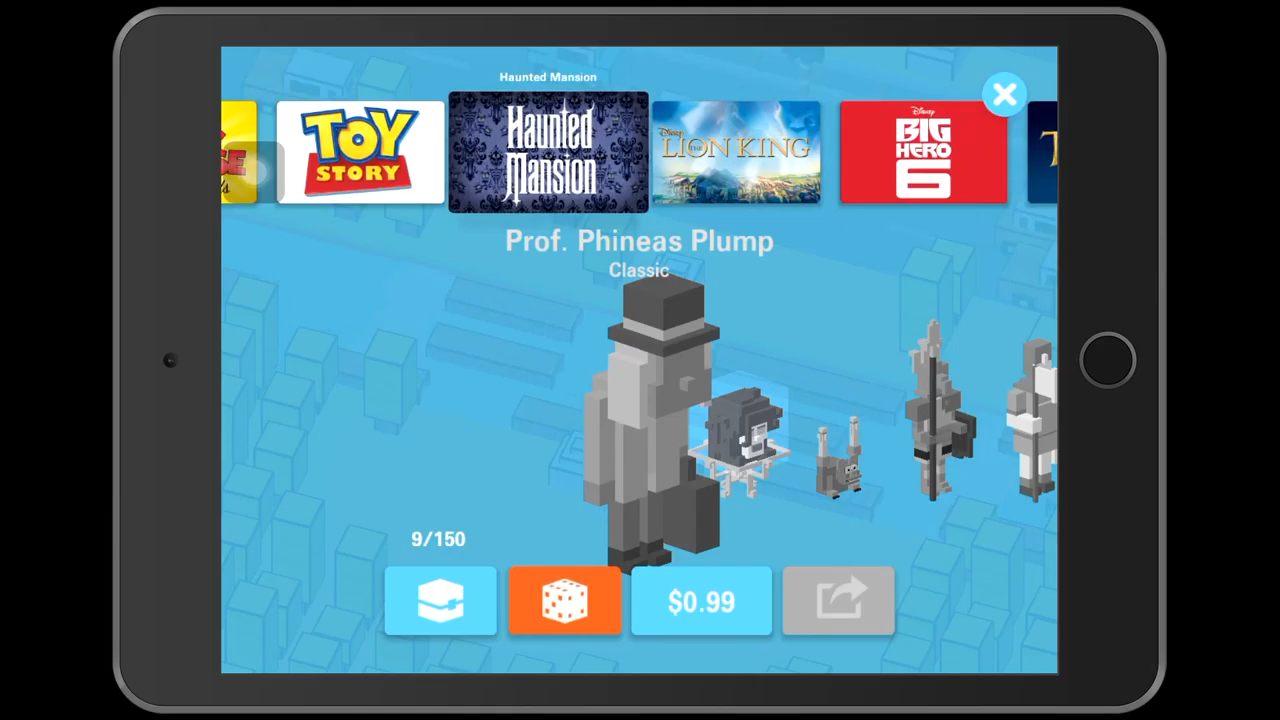 Haunted Mansion
TOY
STORY
Haunted
Mansion
Disney
THE LION KING
Disney
BIG
HERO
6
Prof. Phineas Plump
Classic
9/150
$0.99